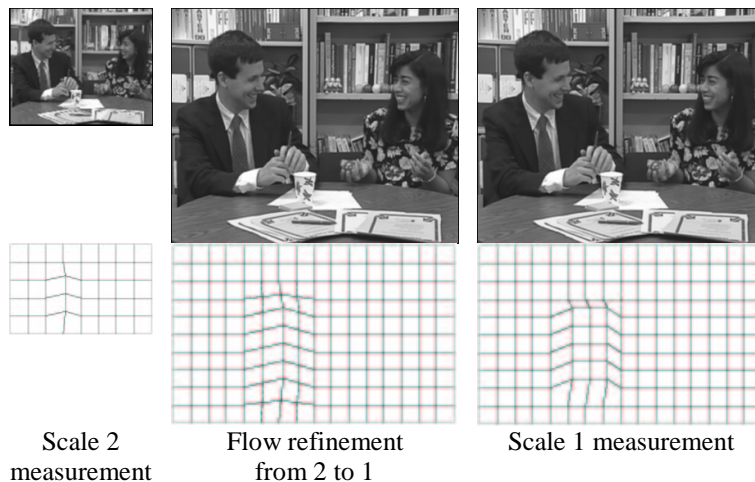 Scale 2
measurement
Flow refinement
from 2 to 1
Scale 1 measurement